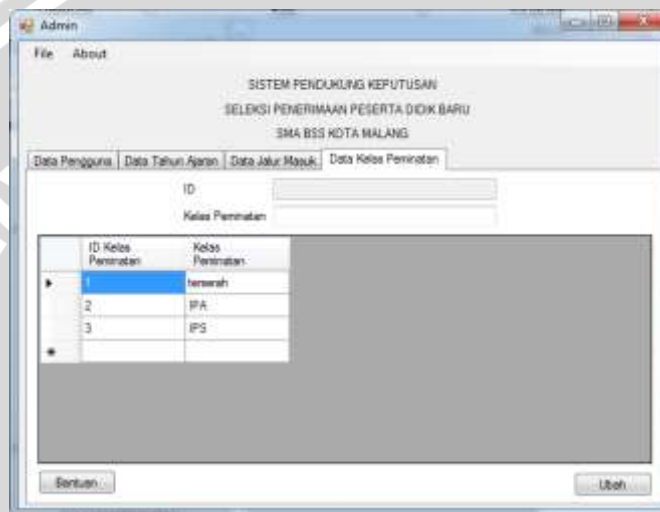 Admin
File About
SISTEM PENDUKUNG KEPUTUSAN
SELEKSI PENERIMAAN PESERTA DIDIK BARU
SMA BSS KOTA MALANG
Data Pengguna Data Tahun Ajaran Data Jalur Masuk Data Kelas Peminatan
ID
Kelas Peminatan
ID Kelas Peminatan Kelas Peminatan
1 terserah
2 IPA
3 IPS
Bantuan Ubah